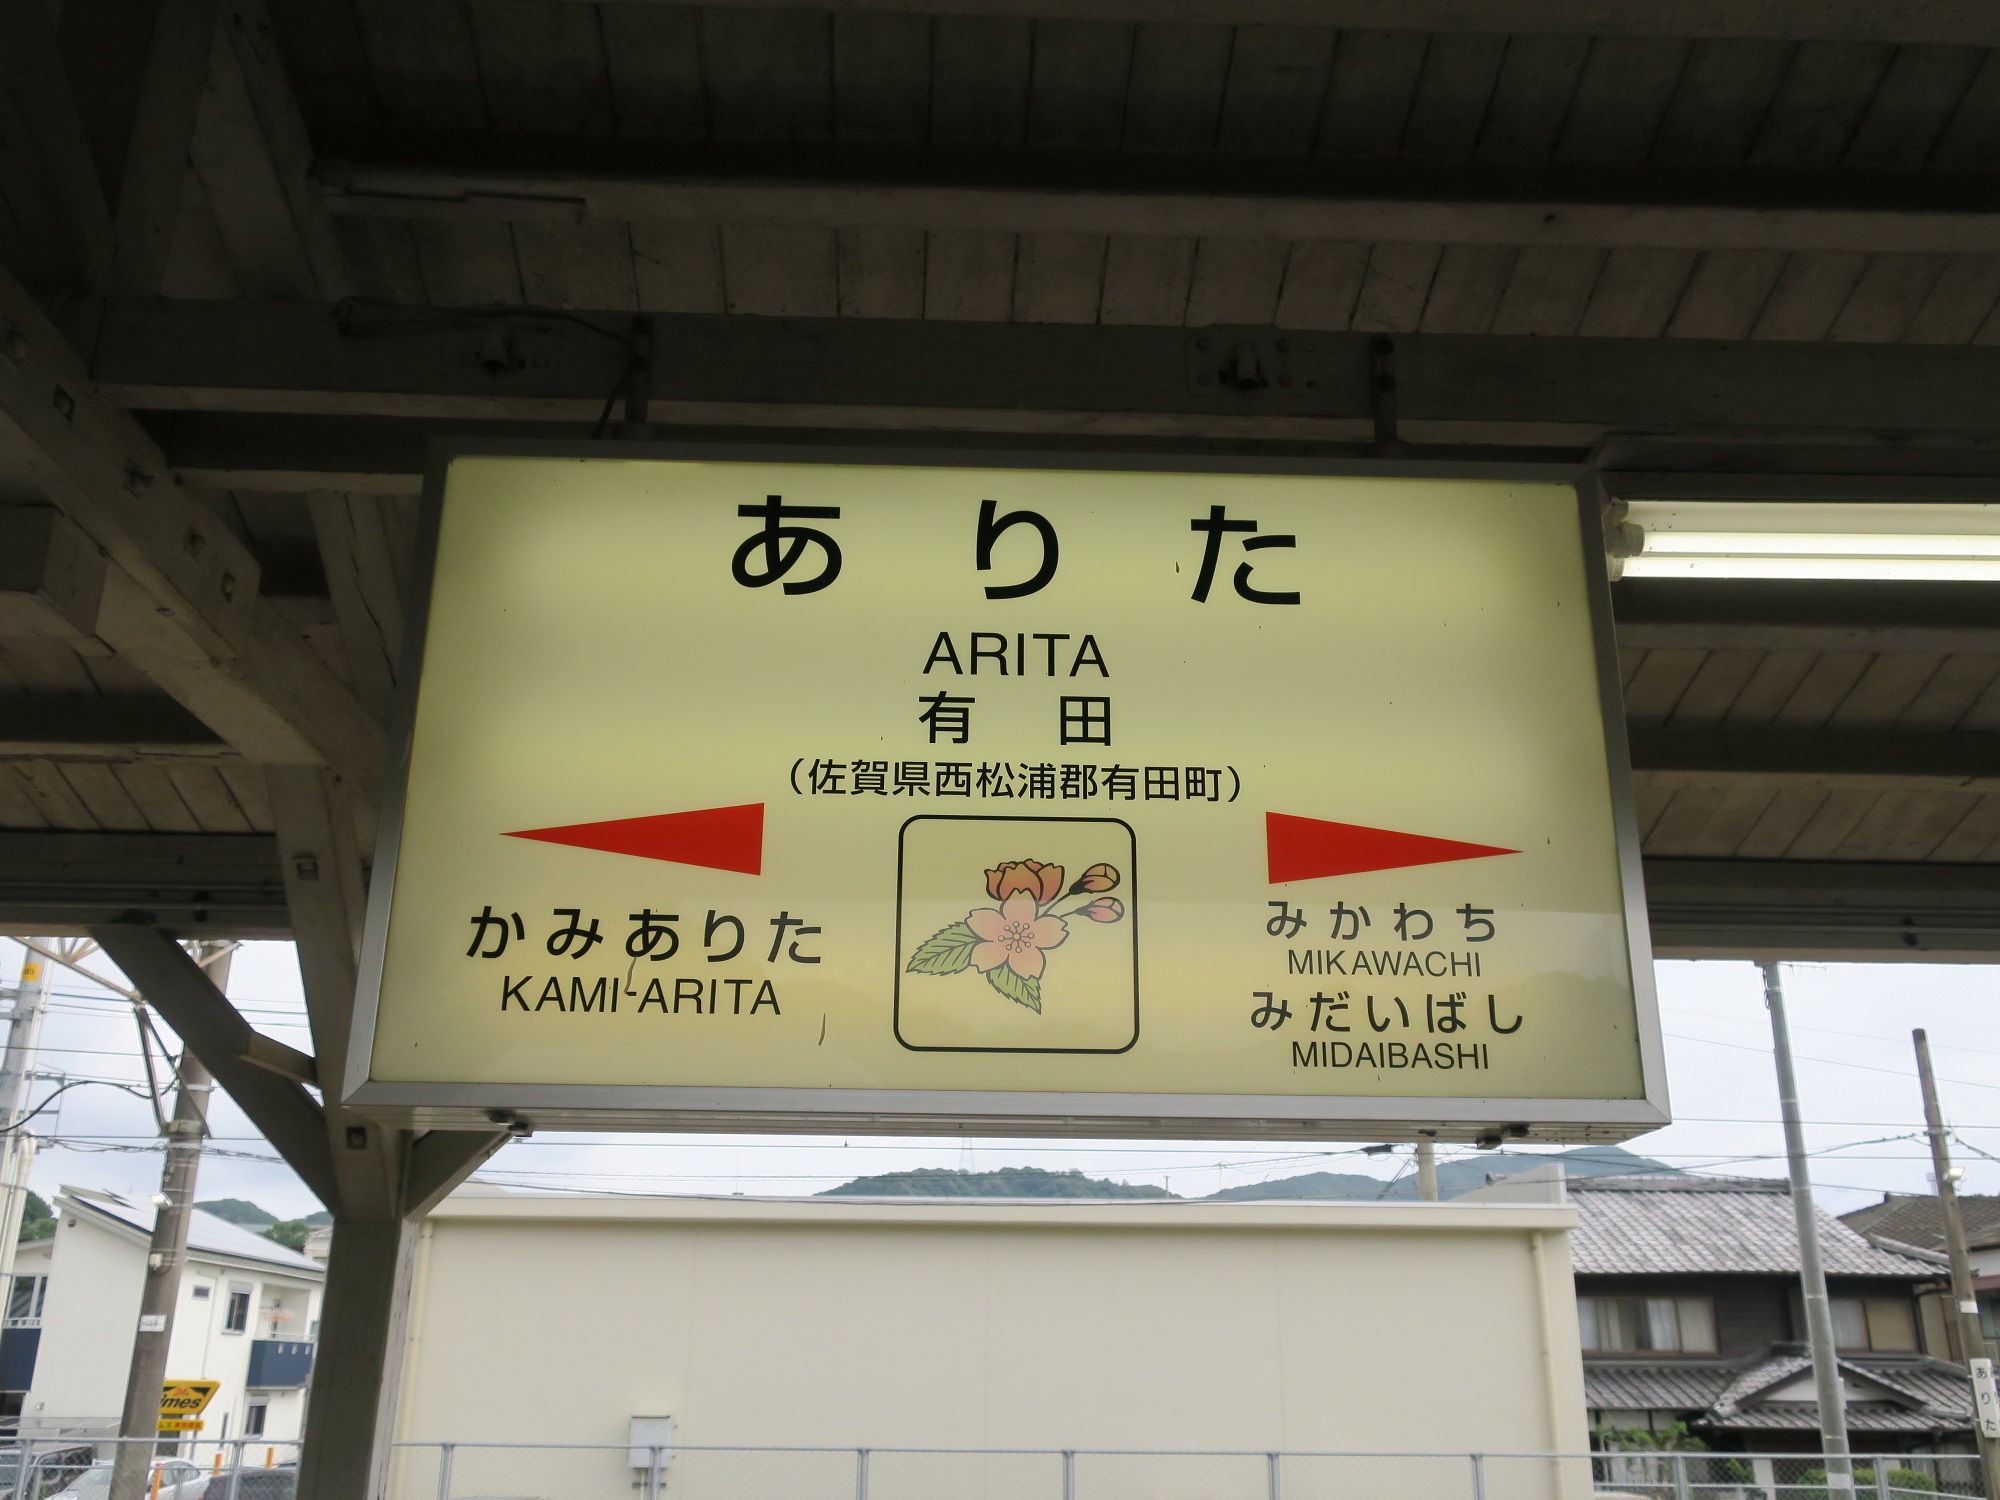 ありた
ARITA
有田
（佐賀県西松浦郡有田町）
かみありた
KAMI-ARITA
みかわち
MIKAWACHI
みだいばし
MIDAIBASHI
ありた